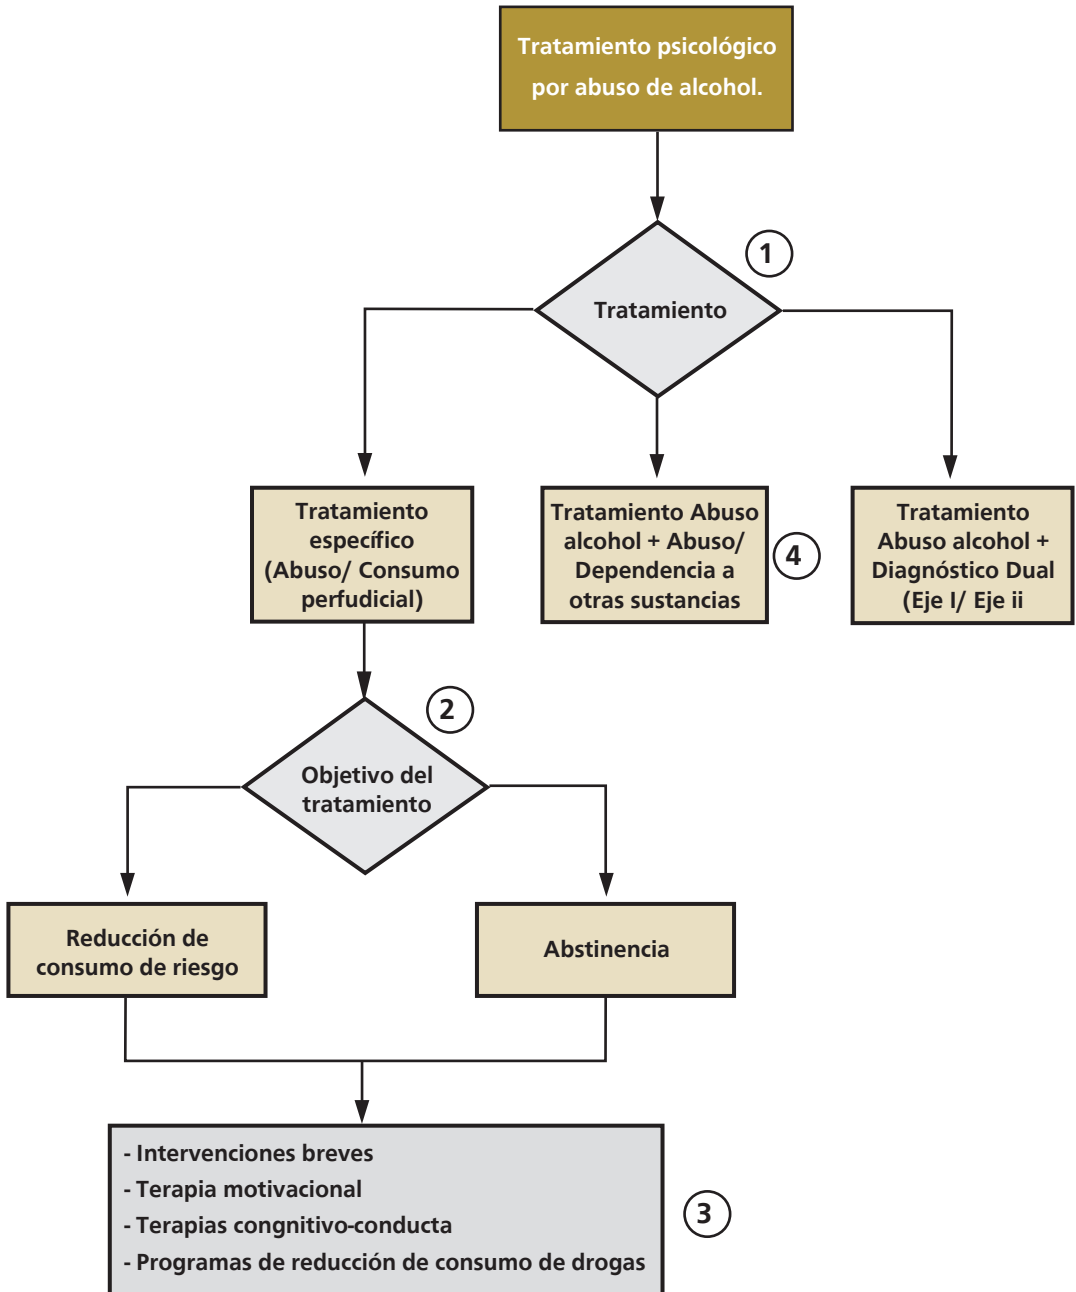 Tratamiento psicológico
por abuso de alcohol.
1
Tratamiento
Tratamiento
específico
(Abuso/ Consumo
perfudicial)
Tratamiento Abuso
alcohol + Abuso/
Dependencia a
otras sustancias
4
Tratamiento
Abuso alcohol +
Diagnóstico Dual
(Eje I/ Eje ii
2
Objetivo del
tratamiento
Reducción de
consumo de riesgo
Abstinencia
- Intervenciones breves
- Terapia motivacional
- Terapias congnitivo-conducta
- Programas de reducción de consumo de drogas
3